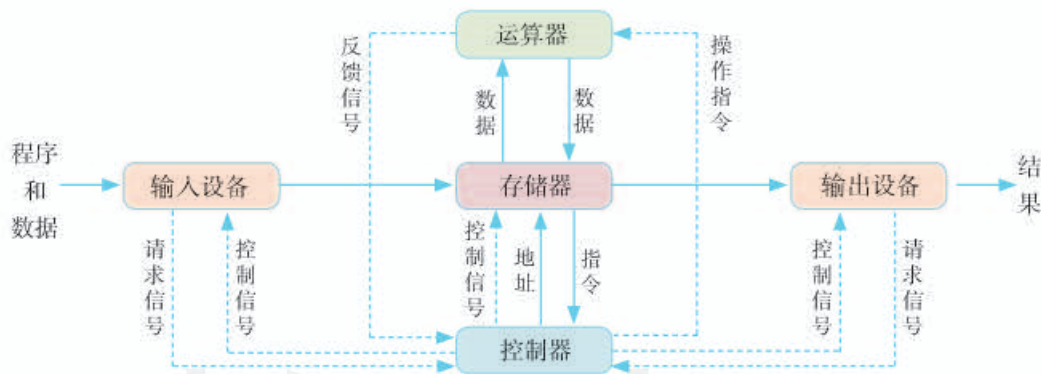 运算器
反馈信号
操作指令
数据
数据
程序
和
数据
输入设备
存储器
输出设备
结果
请求信号
控制信号
控制信号
地址
指令
控制信号
请求信号
控制器